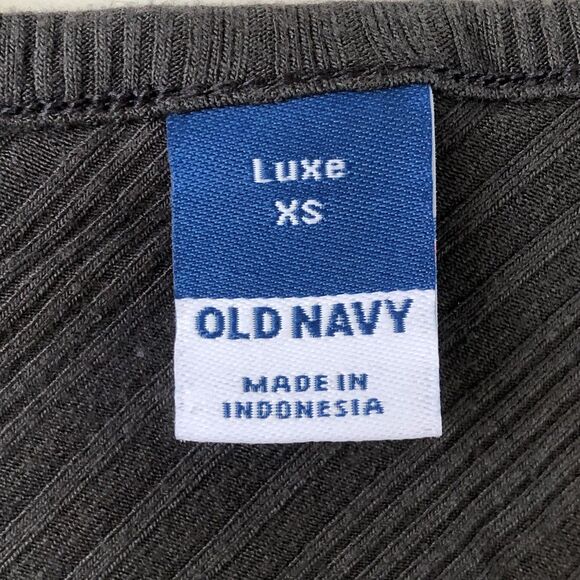 Luxe
XS
OLD NAVY
MADE IN
INDONESIA